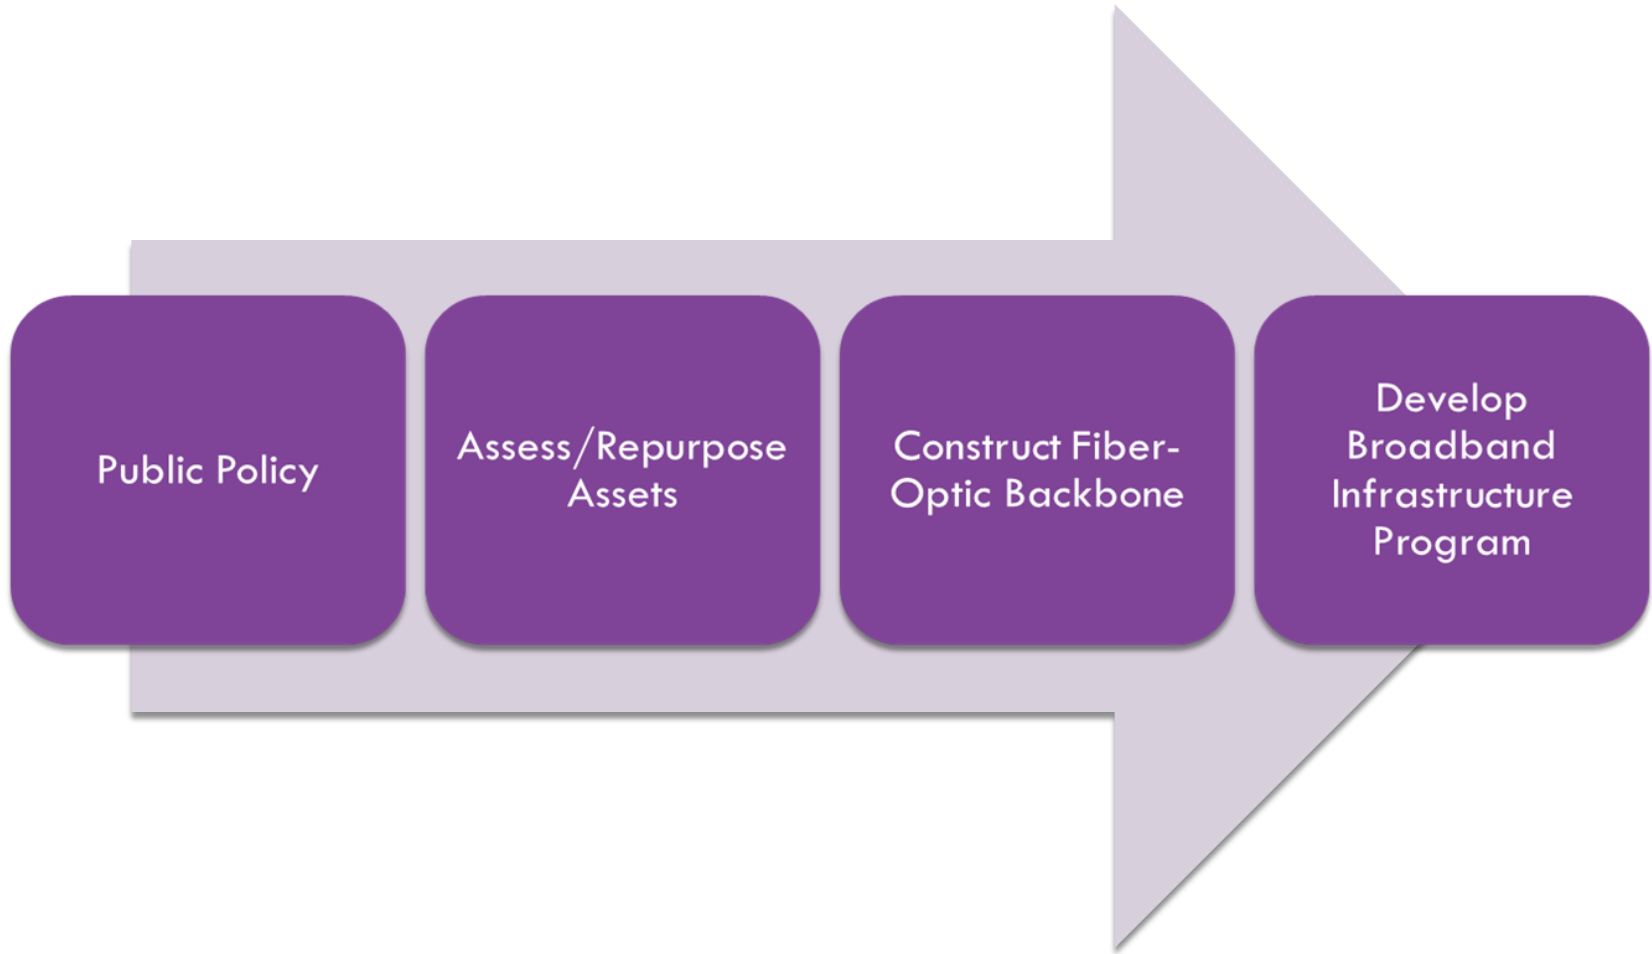 Public Policy
Assess/Repurpose
Assets
Construct Fiber-
Optic Backbone
Develop
Broadband
Infrastructure
Program